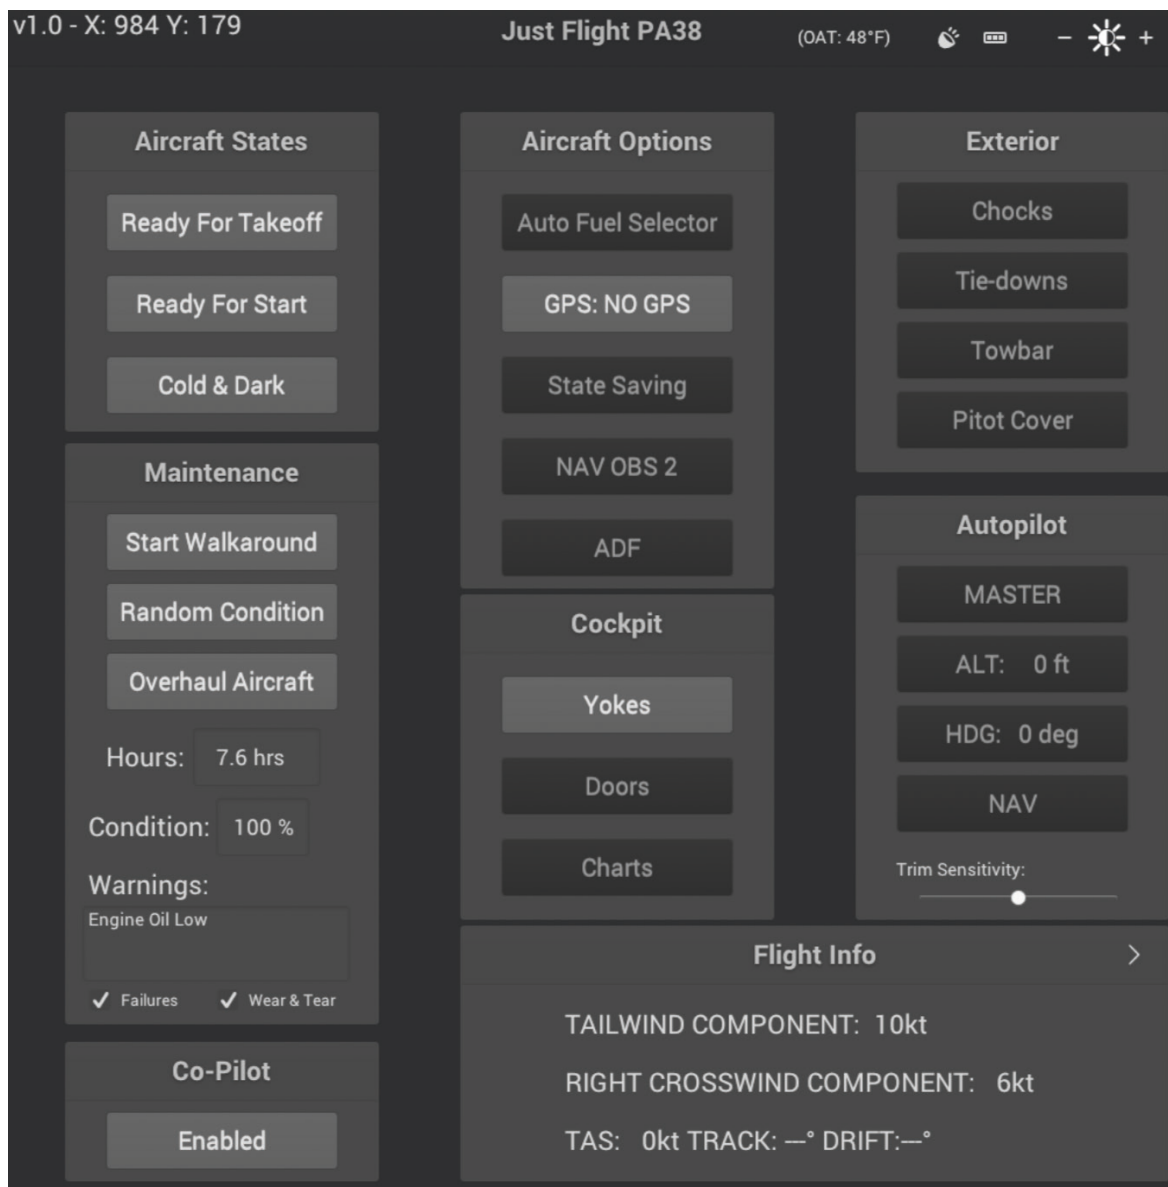 v1.0 - X: 984 Y: 179
Just Flight PA38
(OAT: 48°F)
- +
Aircraft States
Ready For Takeoff
Ready For Start
Cold & Dark
Maintenance
Start Walkaround
Random Condition
Overhaul Aircraft
Hours: 7.6 hrs
Condition: 100 %
Warnings:
Engine Oil Low
Failures Wear & Tear
Co-Pilot
Enabled
Aircraft Options
Auto Fuel Selector
GPS: NO GPS
State Saving
NAV OBS 2
ADF
Cockpit
Yokes
Doors
Charts
Exterior
Chocks
Tie-downs
Towbar
Pitot Cover
Autopilot
MASTER
ALT: 0 ft
HDG: 0 deg
NAV
Trim Sensitivity:
Flight Info >
TAILWIND COMPONENT: 10kt
RIGHT CROSSWIND COMPONENT: 6kt
TAS: 0kt TRACK: ---° DRIFT:---°